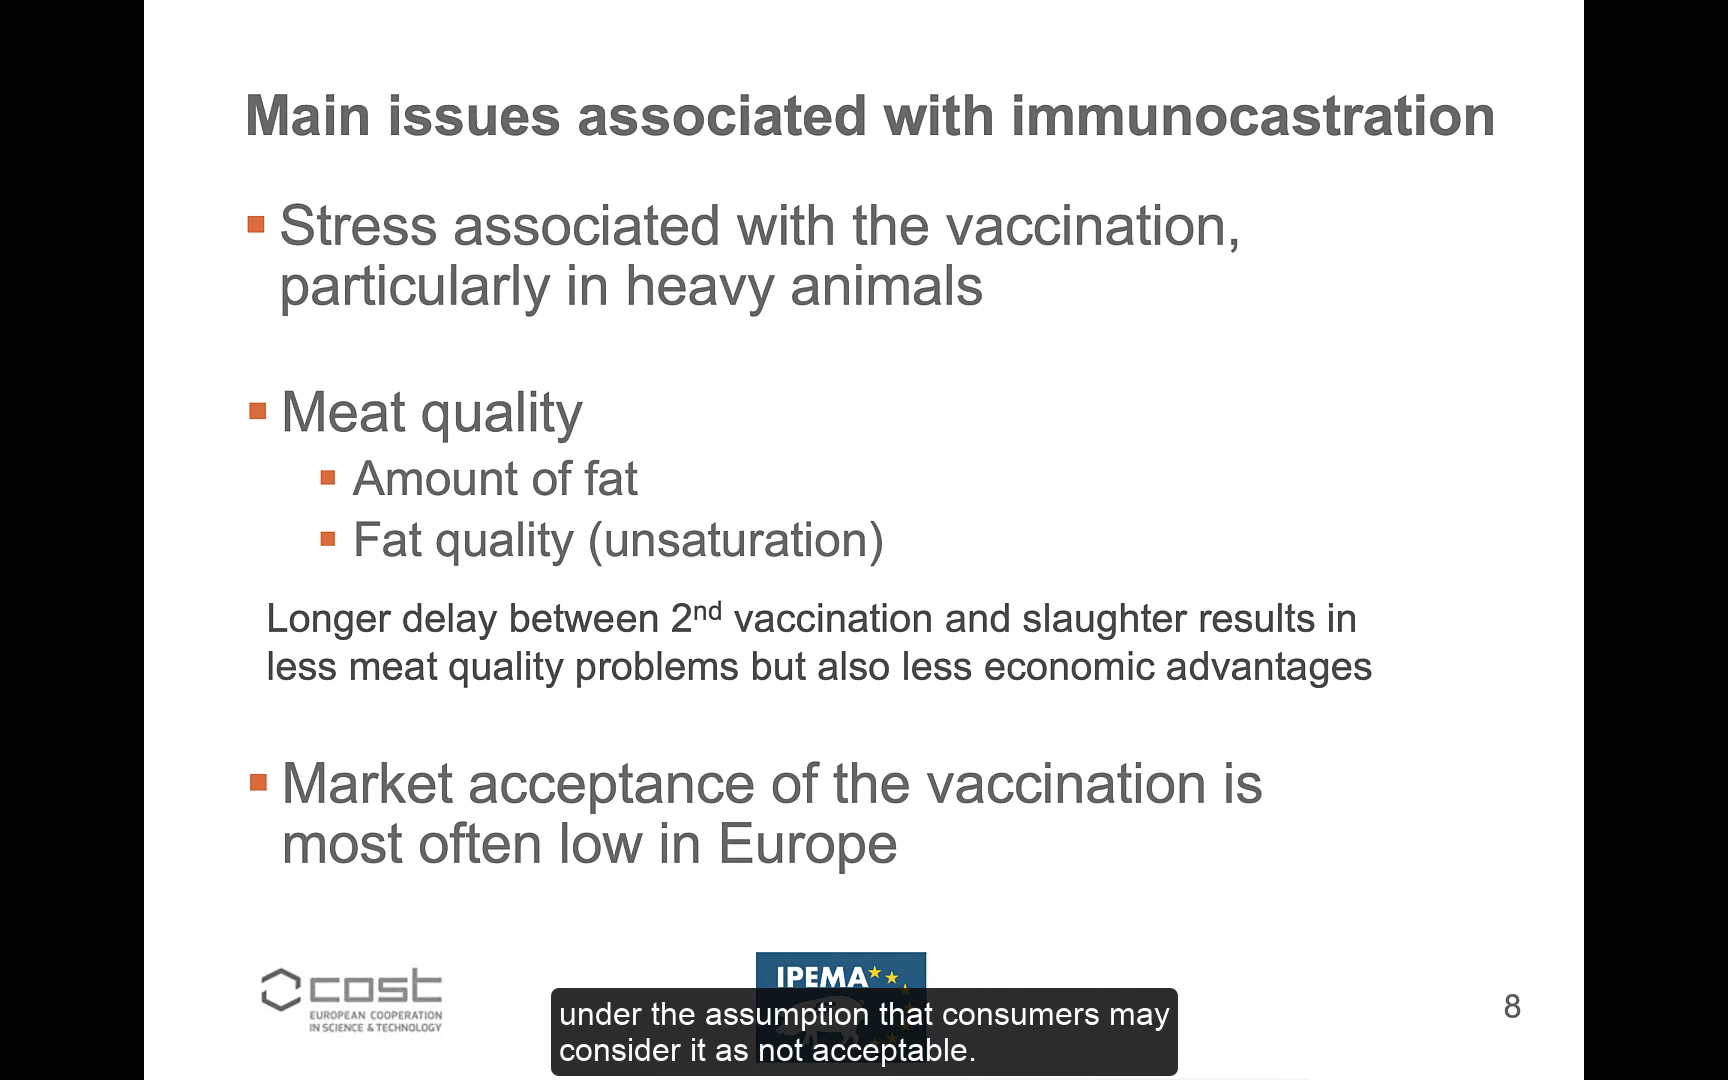 Main issues associated with immunocastration
Stress associated with the vaccination,
particularly in heavy animals
Meat quality
Amount of fat
Fat quality (unsaturation)
Longer delay between 2nd vaccination and slaughter results in
less meat quality problems but also less economic advantages
Market acceptance of the vaccination is
most often low in Europe
cost
EUROPEAN COOPERATION
IN SCIENCE & TECHNOLOGY
IPEMA
under the assumption that consumers may
consider it as not acceptable.
8